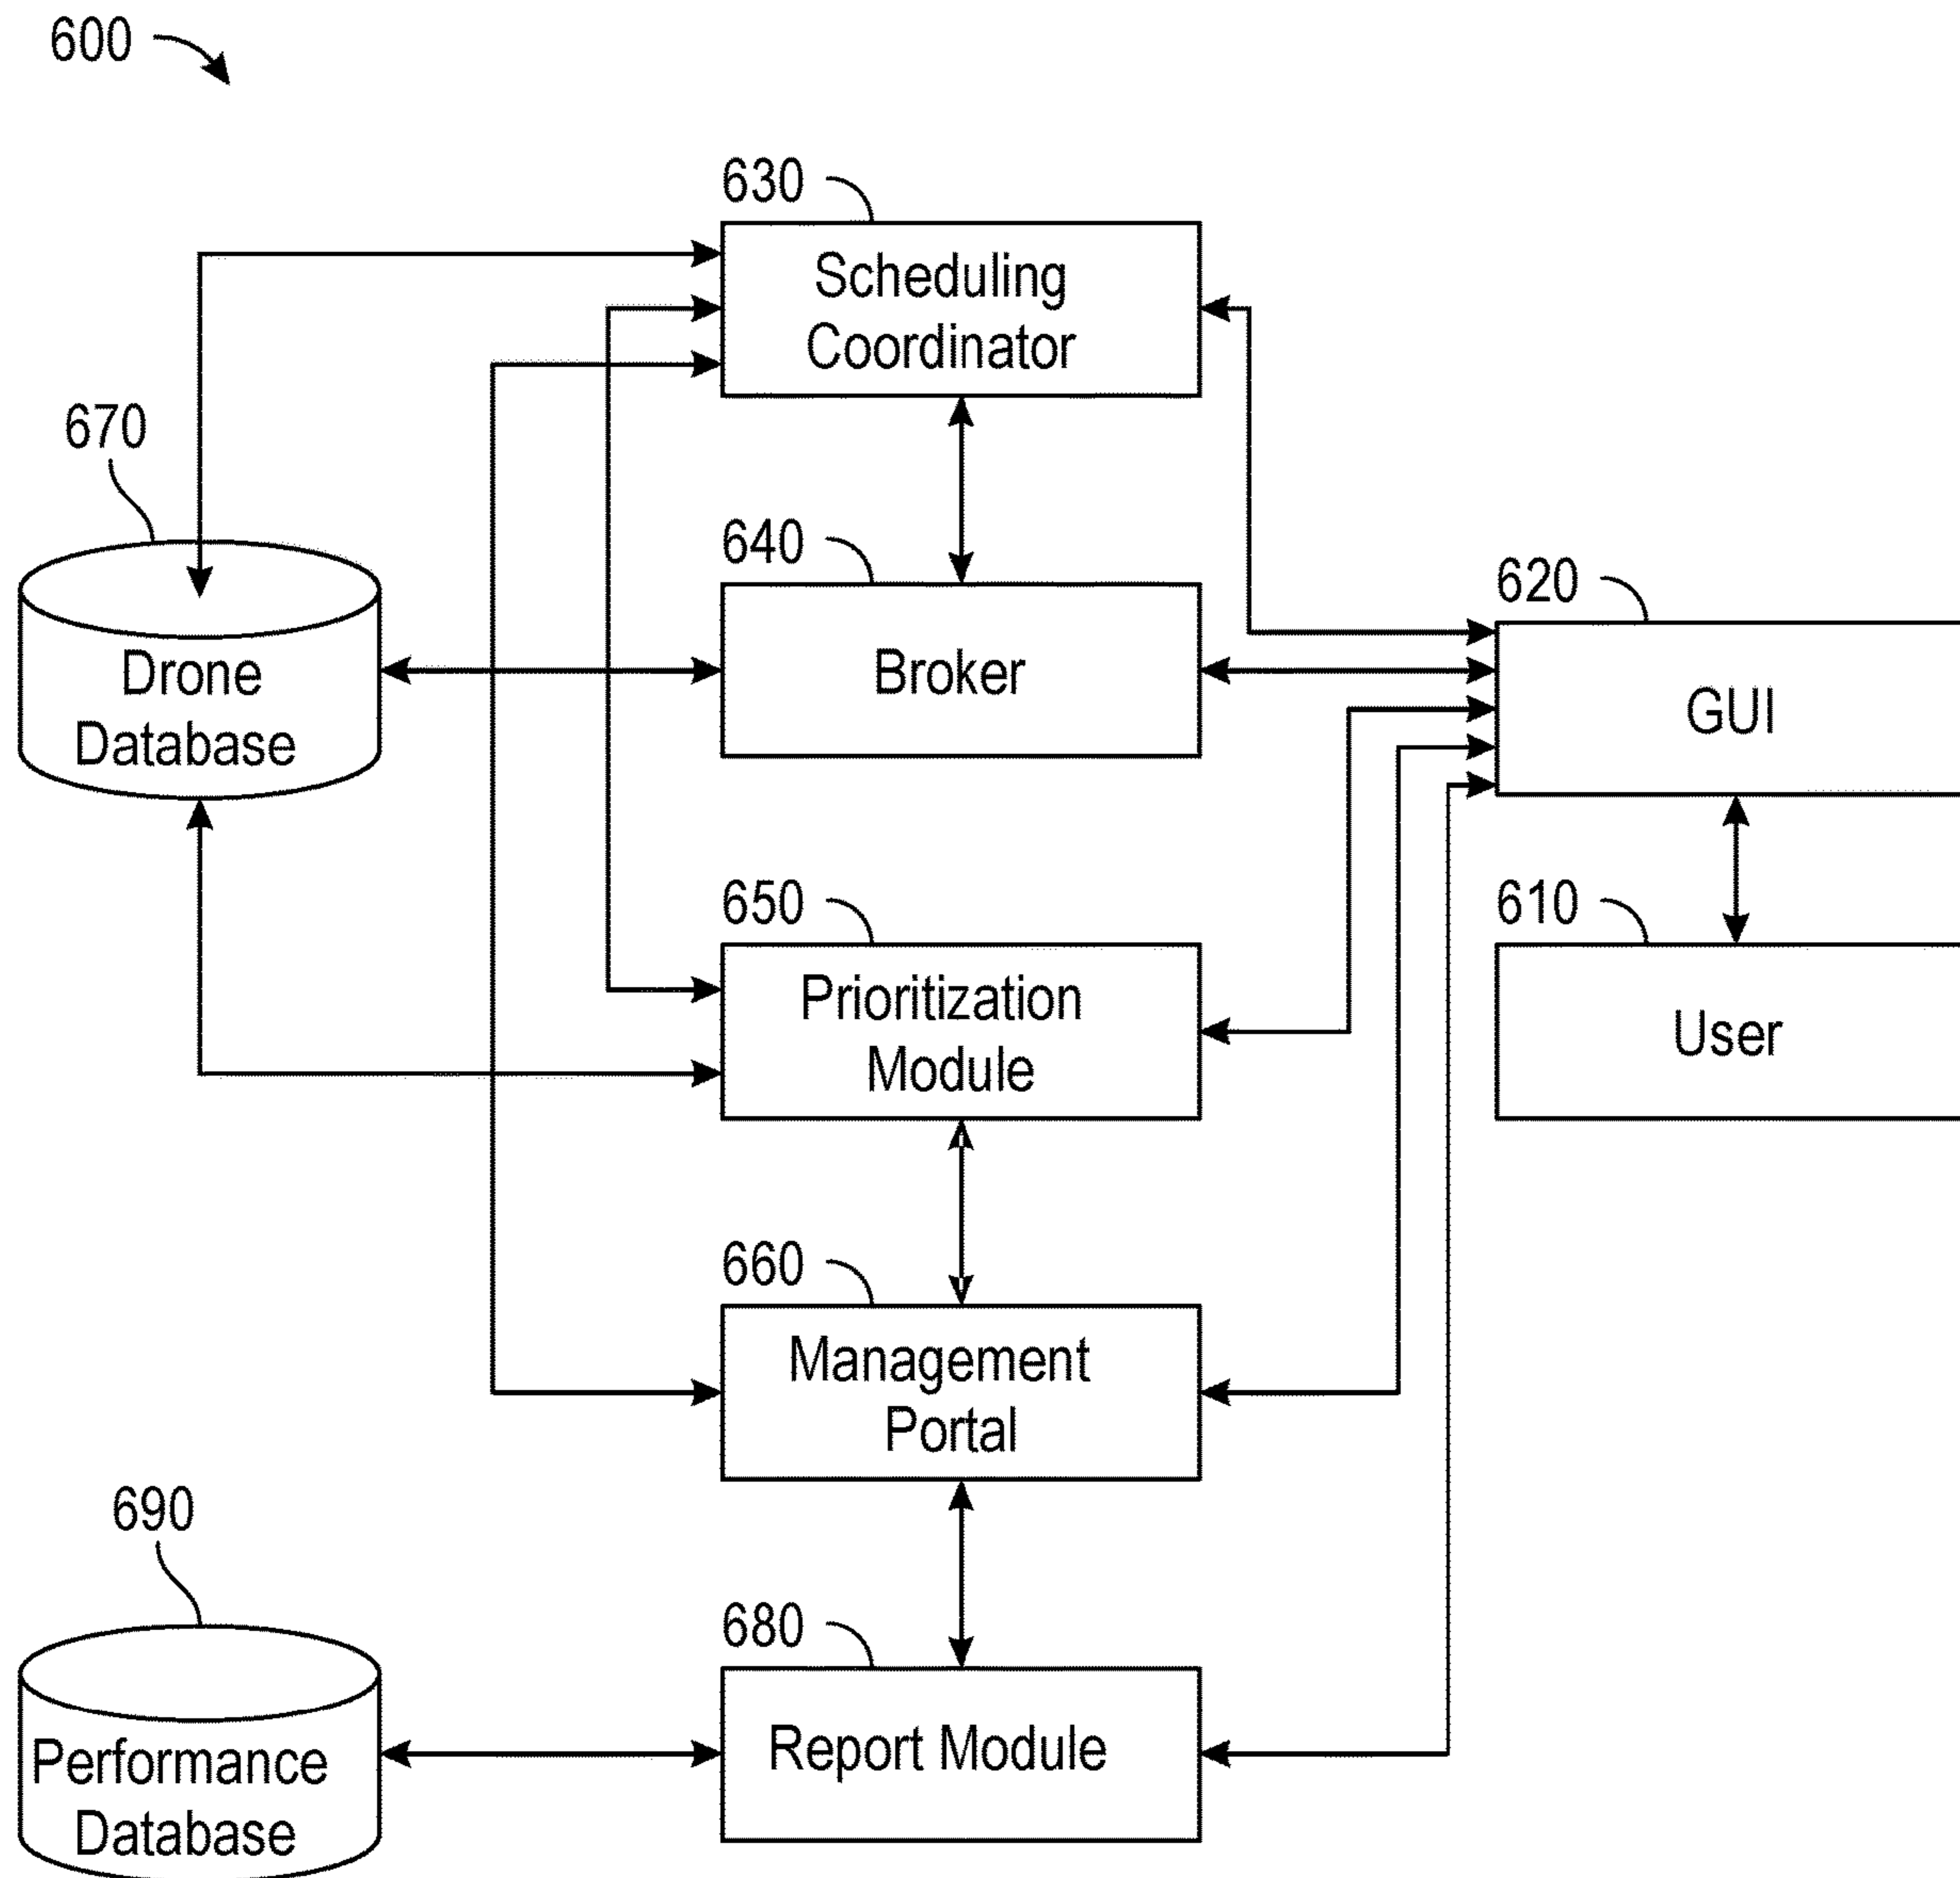 600
630
Scheduling
Coordinator
670
Drone
Database
640
Broker
620
GUI
650
Prioritization
Module
610
User
660
Management
Portal
690
Performance
Database
680
Report Module